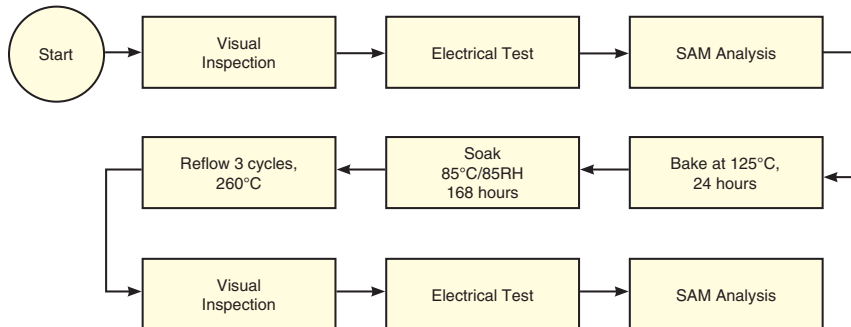 Start
Visual
Inspection
Electrical Test
SAM Analysis
Bake at 125°C,
24 hours
Soak
85°C/85RH
168 hours
Reflow 3 cycles,
260°C
Visual
Inspection
Electrical Test
SAM Analysis